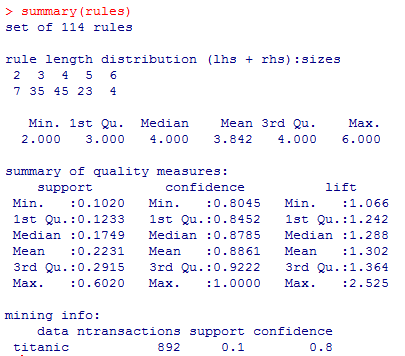 > summary(rules)
set of 114 rules
rule length distribution (lhs + rhs):sizes
2 3 4 5 6
7 35 45 23 4
Min. 1st Qu. Median Mean 3rd Qu. Max.
2.000 3.000 4.000 3.842 4.000 6.000
summary of quality measures:
support confidence lift
Min. :0.1020 Min. :0.8045 Min. :1.066
1st Qu.:0.1233 1st Qu.:0.8452 1st Qu.:1.242
Median :0.1749 Median :0.8785 Median :1.288
Mean :0.2231 Mean :0.8861 Mean :1.302
3rd Qu.:0.2915 3rd Qu.:0.9222 3rd Qu.:1.364
Max. :0.6020 Max. :1.0000 Max. :2.525
mining info:
data ntransactions support confidence
titanic 892 0.1 0.8